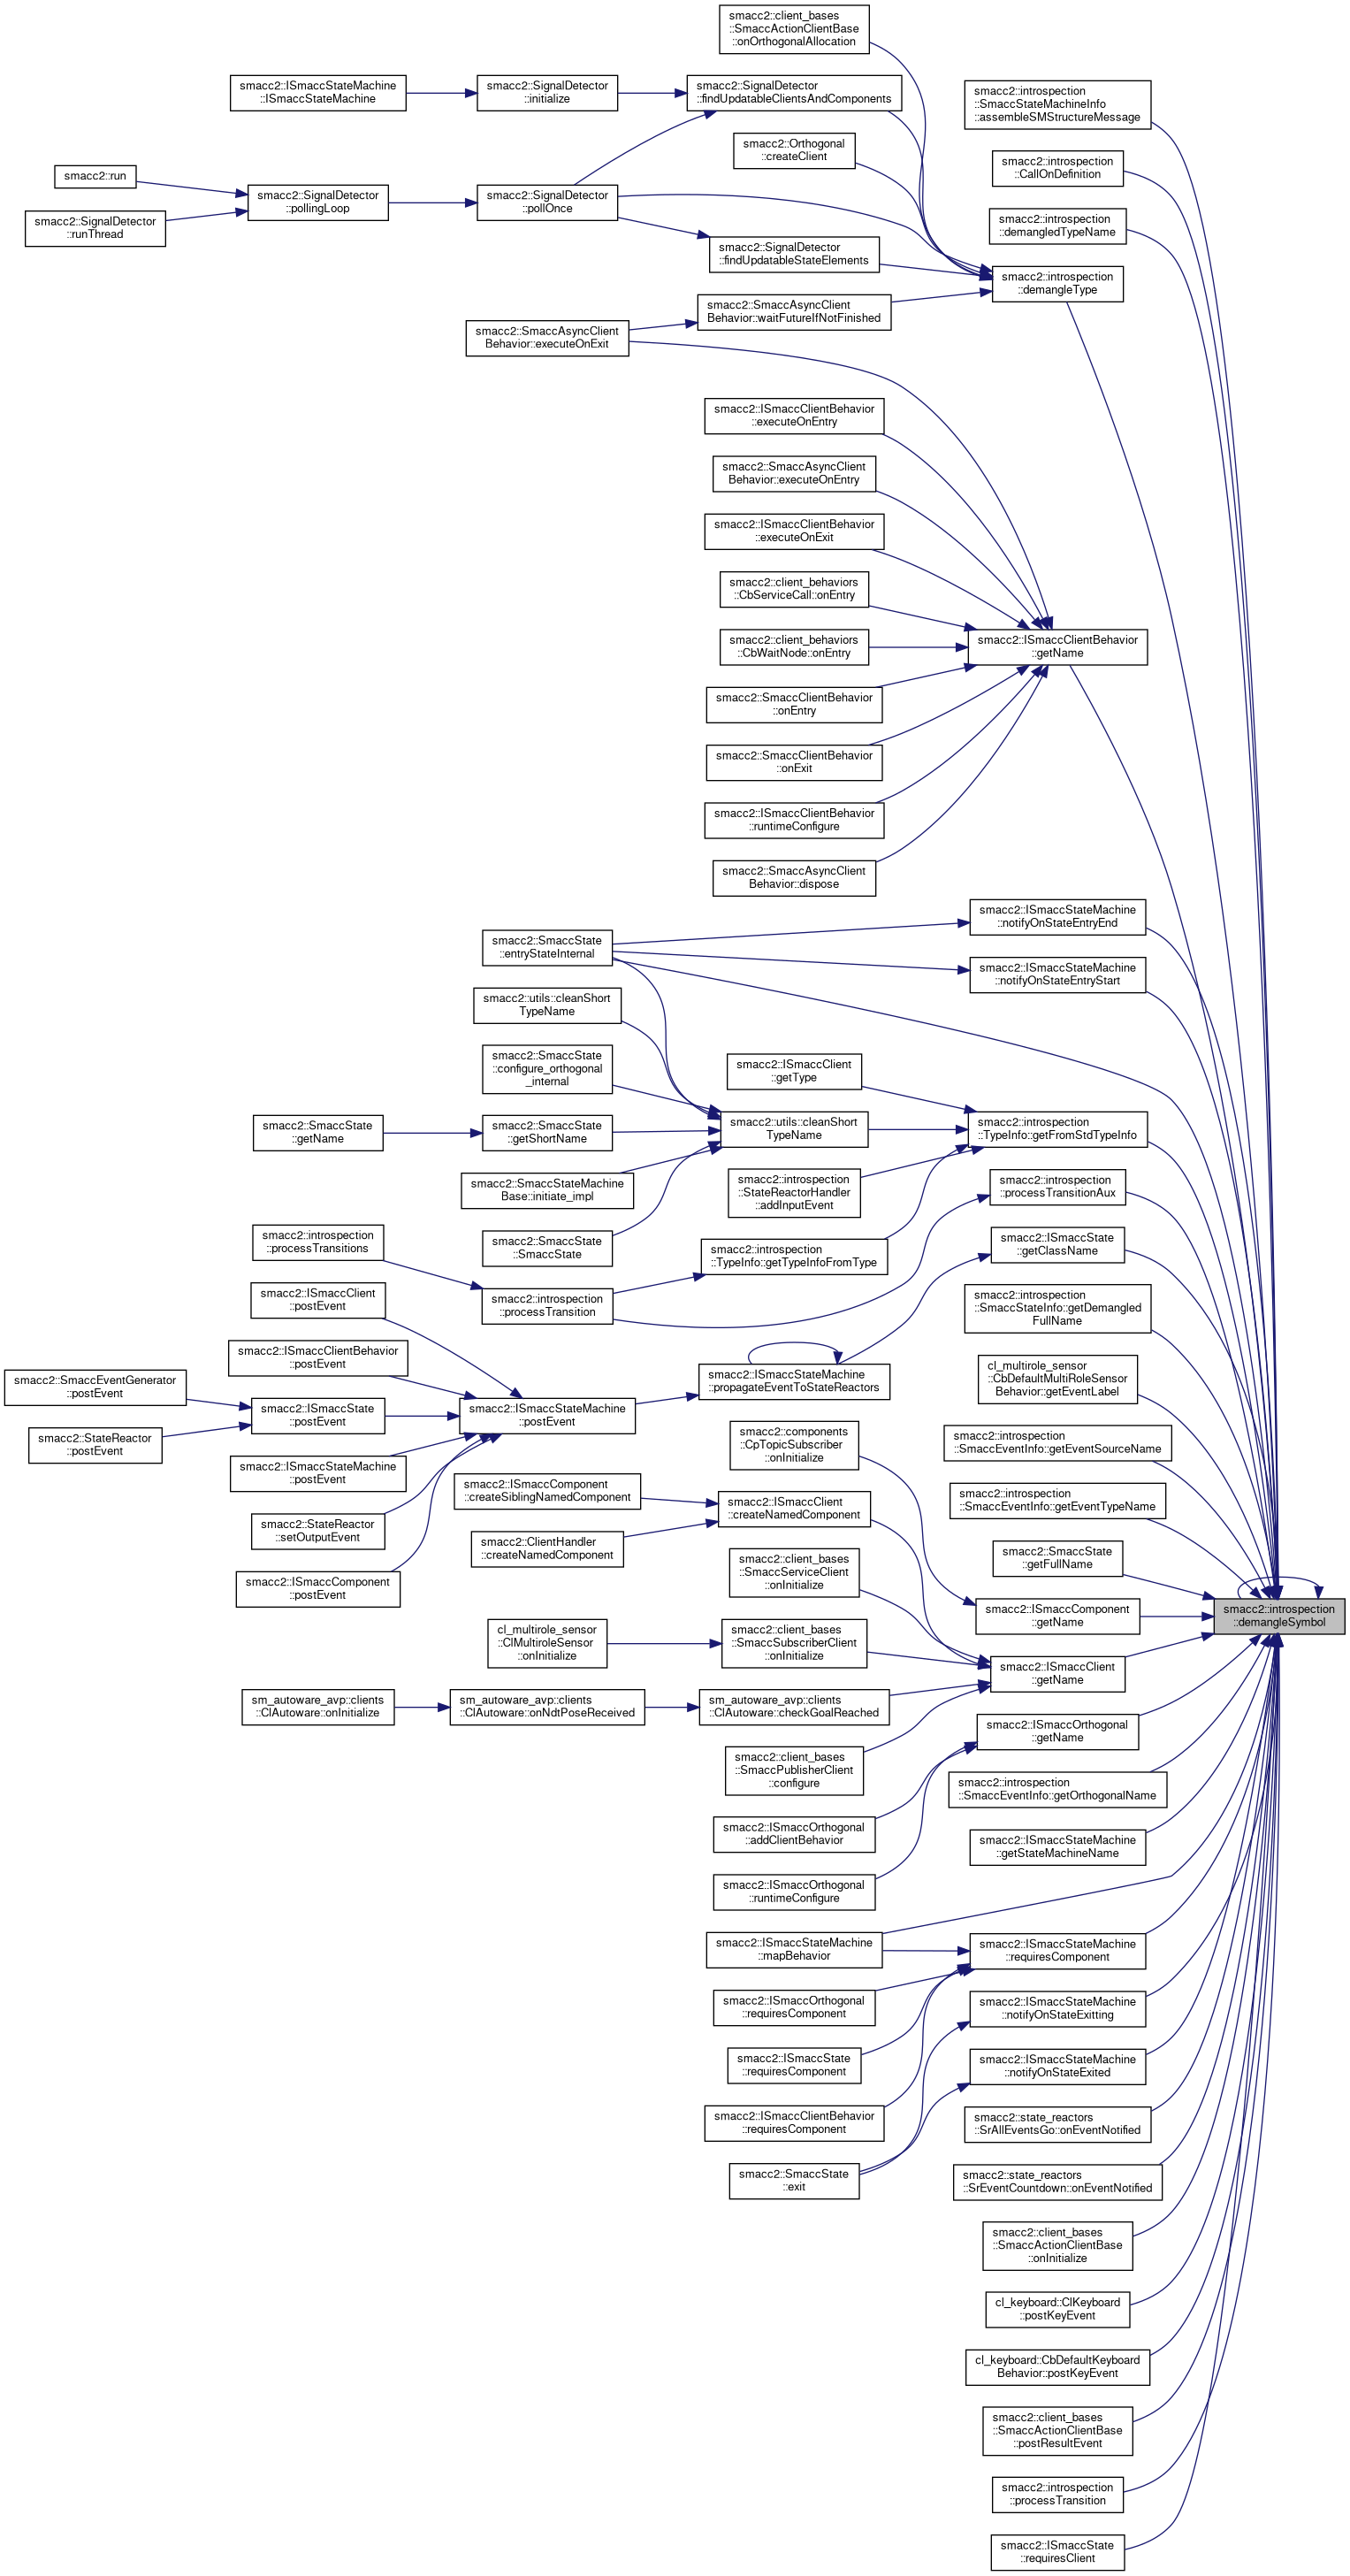 smacc2::client_bases
::SmaccActionClientBase
::onOrthogonalAllocation
smacc2::ISmaccStateMachine
::ISmaccStateMachine
smacc2::SignalDetector
::initialize
smacc2::SignalDetector
::findUpdatableClientsAndComponents
smacc2::introspection
::SmaccStateMachineInfo
::assembleSMStructureMessage
smacc2::Orthogonal
::createClient
smacc2::introspection
::CallOnDefinition
smacc2::run
smacc2::SignalDetector
::pollingLoop
smacc2::SignalDetector
::pollOnce
smacc2::introspection
::demangledTypeName
smacc2::SignalDetector
::runThread
smacc2::SignalDetector
::findUpdatableStateElements
smacc2::introspection
::demangleType
smacc2::SmaccAsyncClient
Behavior::waitFutureIfNotFinished
smacc2::SmaccAsyncClient
Behavior::executeOnExit
smacc2::ISmaccClientBehavior
::executeOnEntry
smacc2::SmaccAsyncClient
Behavior::executeOnEntry
smacc2::ISmaccClientBehavior
::executeOnExit
smacc2::client_behaviors
::CbServiceCall::onEntry
smacc2::client_behaviors
::CbWaitNode::onEntry
smacc2::ISmaccClientBehavior
::getName
smacc2::SmaccClientBehavior
::onEntry
smacc2::SmaccClientBehavior
::onExit
smacc2::ISmaccClientBehavior
::runtimeConfigure
smacc2::SmaccAsyncClient
Behavior::dispose
smacc2::ISmaccStateMachine
::notifyOnStateEntryEnd
smacc2::SmaccState
::entryStateInternal
smacc2::ISmaccStateMachine
::notifyOnStateEntryStart
smacc2::utils::cleanShort
TypeName
smacc2::SmaccState
::configure_orthogonal
_internal
smacc2::ISmaccClient
::getType
smacc2::SmaccState
::getName
smacc2::SmaccState
::getShortName
smacc2::utils::cleanShort
TypeName
smacc2::introspection
::TypeInfo::getFromStdTypeInfo
smacc2::SmaccStateMachine
Base::initiate_impl
smacc2::introspection
::StateReactorHandler
::addInputEvent
smacc2::introspection
::processTransitionAux
smacc2::introspection
::processTransitions
smacc2::SmaccState
::SmaccState
smacc2::introspection
::TypeInfo::getTypeInfoFromType
smacc2::ISmaccState
::getClassName
smacc2::ISmaccClient
::postEvent
smacc2::introspection
::processTransition
smacc2::introspection
::SmaccStateInfo::getDemangled
FullName
smacc2::ISmaccClientBehavior
::postEvent
smacc2::ISmaccStateMachine
::propagateEventToStateReactors
cl_multirole_sensor
::CbDefaultMultiRoleSensor
Behavior::getEventLabel
smacc2::SmaccEventGenerator
::postEvent
smacc2::ISmaccState
::postEvent
smacc2::ISmaccStateMachine
::postEvent
smacc2::StateReactor
::postEvent
smacc2::ISmaccStateMachine
::postEvent
smacc2::components
::CpTopicSubscriber
::onInitialize
smacc2::introspection
::SmaccEventInfo::getEventSourceName
smacc2::ISmaccComponent
::createSiblingNamedComponent
smacc2::ISmaccClient
::createNamedComponent
smacc2::introspection
::SmaccEventInfo::getEventTypeName
smacc2::StateReactor
::setOutputEvent
smacc2::ClientHandler
::createNamedComponent
smacc2::SmaccState
::getFullName
smacc2::ISmaccComponent
::postEvent
smacc2::client_bases
::SmaccServiceClient
::onInitialize
smacc2::ISmaccComponent
::getName
smacc2::introspection
::demangleSymbol
cl_multirole_sensor
::ClMultiroleSensor
::onInitialize
smacc2::client_bases
::SmaccSubscriberClient
::onInitialize
smacc2::ISmaccClient
::getName
sm_autoware_avp::clients
::ClAutoware::onInitialize
sm_autoware_avp::clients
::ClAutoware::onNdtPoseReceived
sm_autoware_avp::clients
::ClAutoware::checkGoalReached
smacc2::ISmaccOrthogonal
::getName
smacc2::client_bases
::SmaccPublisherClient
::configure
smacc2::introspection
::SmaccEventInfo::getOrthogonalName
smacc2::ISmaccOrthogonal
::addClientBehavior
smacc2::ISmaccStateMachine
::getStateMachineName
smacc2::ISmaccOrthogonal
::runtimeConfigure
smacc2::ISmaccStateMachine
::mapBehavior
smacc2::ISmaccStateMachine
::requiresComponent
smacc2::ISmaccOrthogonal
::requiresComponent
smacc2::ISmaccStateMachine
::notifyOnStateExitting
smacc2::ISmaccState
::requiresComponent
smacc2::ISmaccStateMachine
::notifyOnStateExited
smacc2::ISmaccClientBehavior
::requiresComponent
smacc2::state_reactors
::SrAllEventsGo::onEventNotified
smacc2::SmaccState
::exit
smacc2::state_reactors
::SrEventCountdown::onEventNotified
smacc2::client_bases
::SmaccActionClientBase
::onInitialize
cl_keyboard::ClKeyboard
::postKeyEvent
cl_keyboard::CbDefaultKeyboard
Behavior::postKeyEvent
smacc2::client_bases
::SmaccActionClientBase
::postResultEvent
smacc2::introspection
::processTransition
smacc2::ISmaccState
::requiresClient